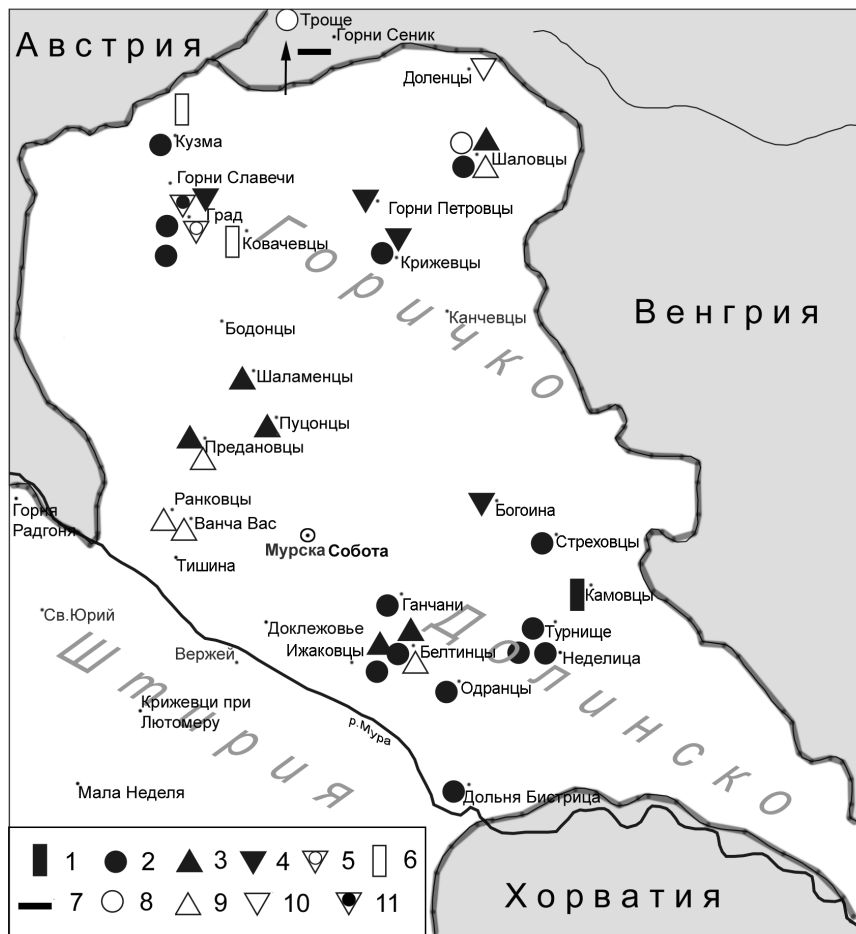 Троще
Австрия
Горни Сеник
Доленцы
Кузма
Шаловцы
Горни Славечи
Град
Горни Петровцы
Ковачевцы
Крижевцы
Горичко
Венгрия
Канчевцы
Бодонцы
Шаламенцы
Пуцонцы
Предановцы
Ранковцы
Богоина
Горня
Радгоня
Ванча Вас
Мурска Собота
Стреховцы
Тишина
Камовцы
Ганчани
Св.Юрий
Доклежовье
Турнище
Вержей
Ижаковцы
Белтинцы
Неделица
Долинско
Штирия
Одранцы
Крижевци при
Лютомеру
р.Мура
Мала Неделя
Дольня Бистрица
Хорватия
1 2 3 4 5 6
7 8 9 10 11